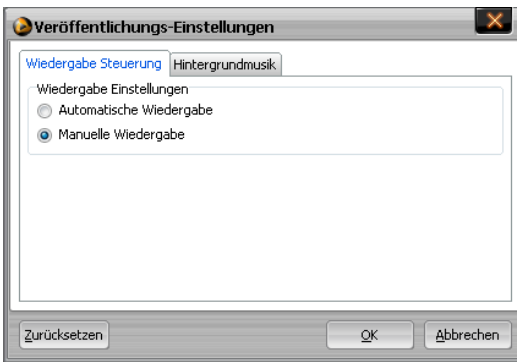 Veröffentlichungs-Einstellungen
Wiedergabe Steuerung Hintergrundmusik
Wiedergabe Einstellungen
Automatische Wiedergabe
Manuelle Wiedergabe
Zurücksetzen OK Abbrechen